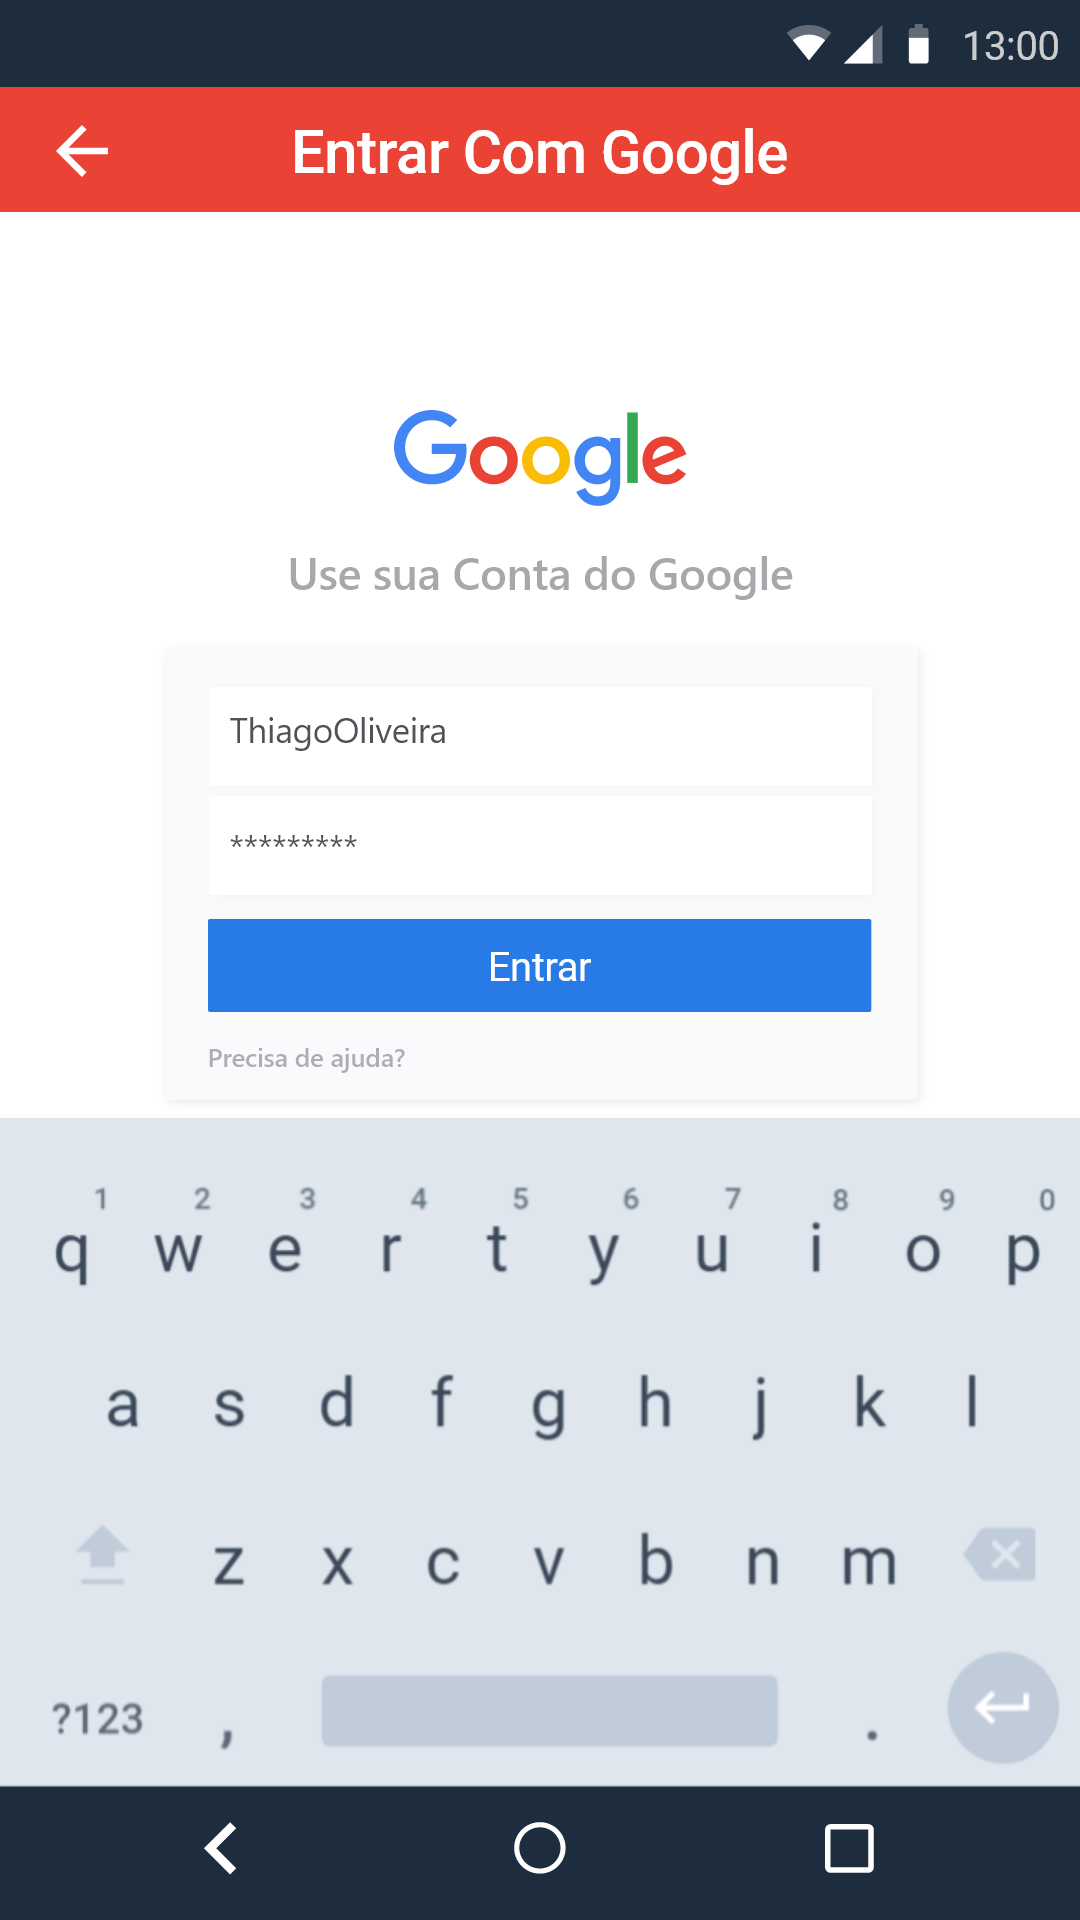 13:00
Entrar Com Google
Google
Use sua Conta do Google
ThiagoOliveira
*********
Entrar
Precisa de ajuda?
1 2 3 4 5 6 7 8 9 0
q w e r t y u i o p
a s d f g h j k l
z x c v b n m
?123 , .